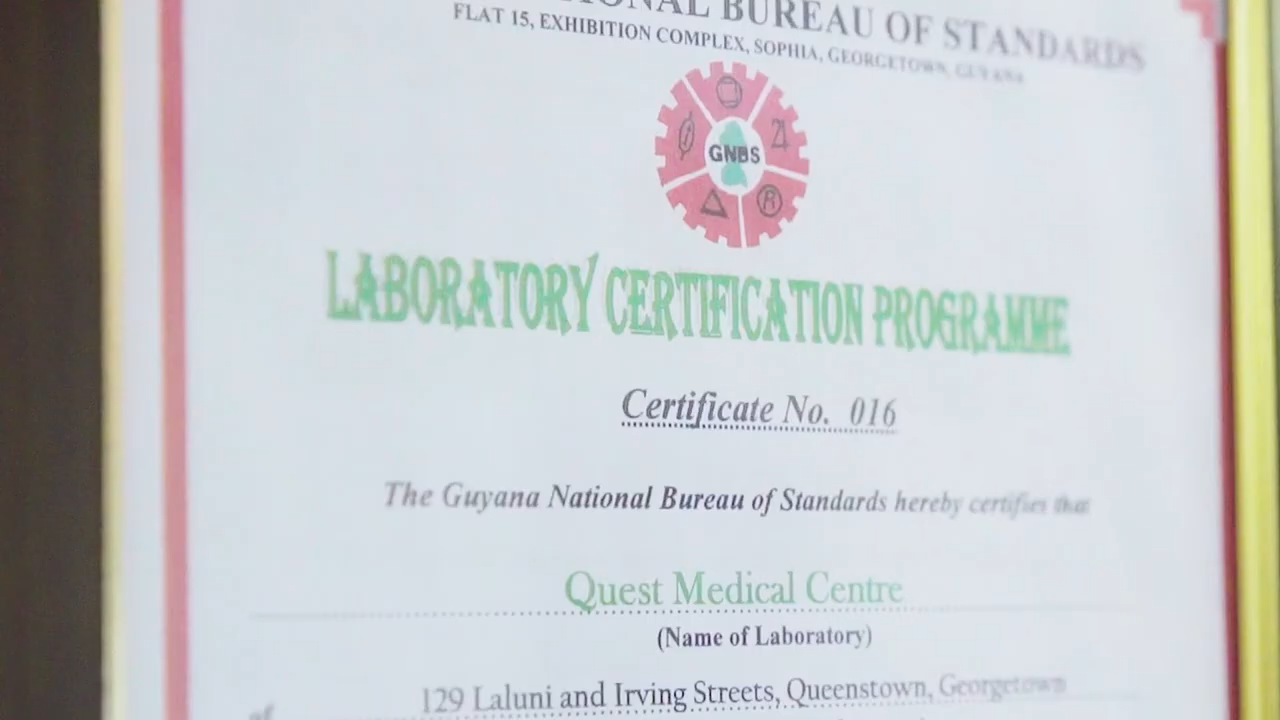 BUREAU OF STANDARDS
FLAT 15, EXHIBITION COMPLEX, SOPHIA, GEORGETOWN, GUYANA
GNBS
LABORATORY CERTIFICATION PROGRAMME
Certificate No. 016
The Guyana National Bureau of Standards hereby certifies that
Quest Medical Centre
(Name of Laboratory)
of 129 Laluni and Irving Streets, Queenstown, Georgetown